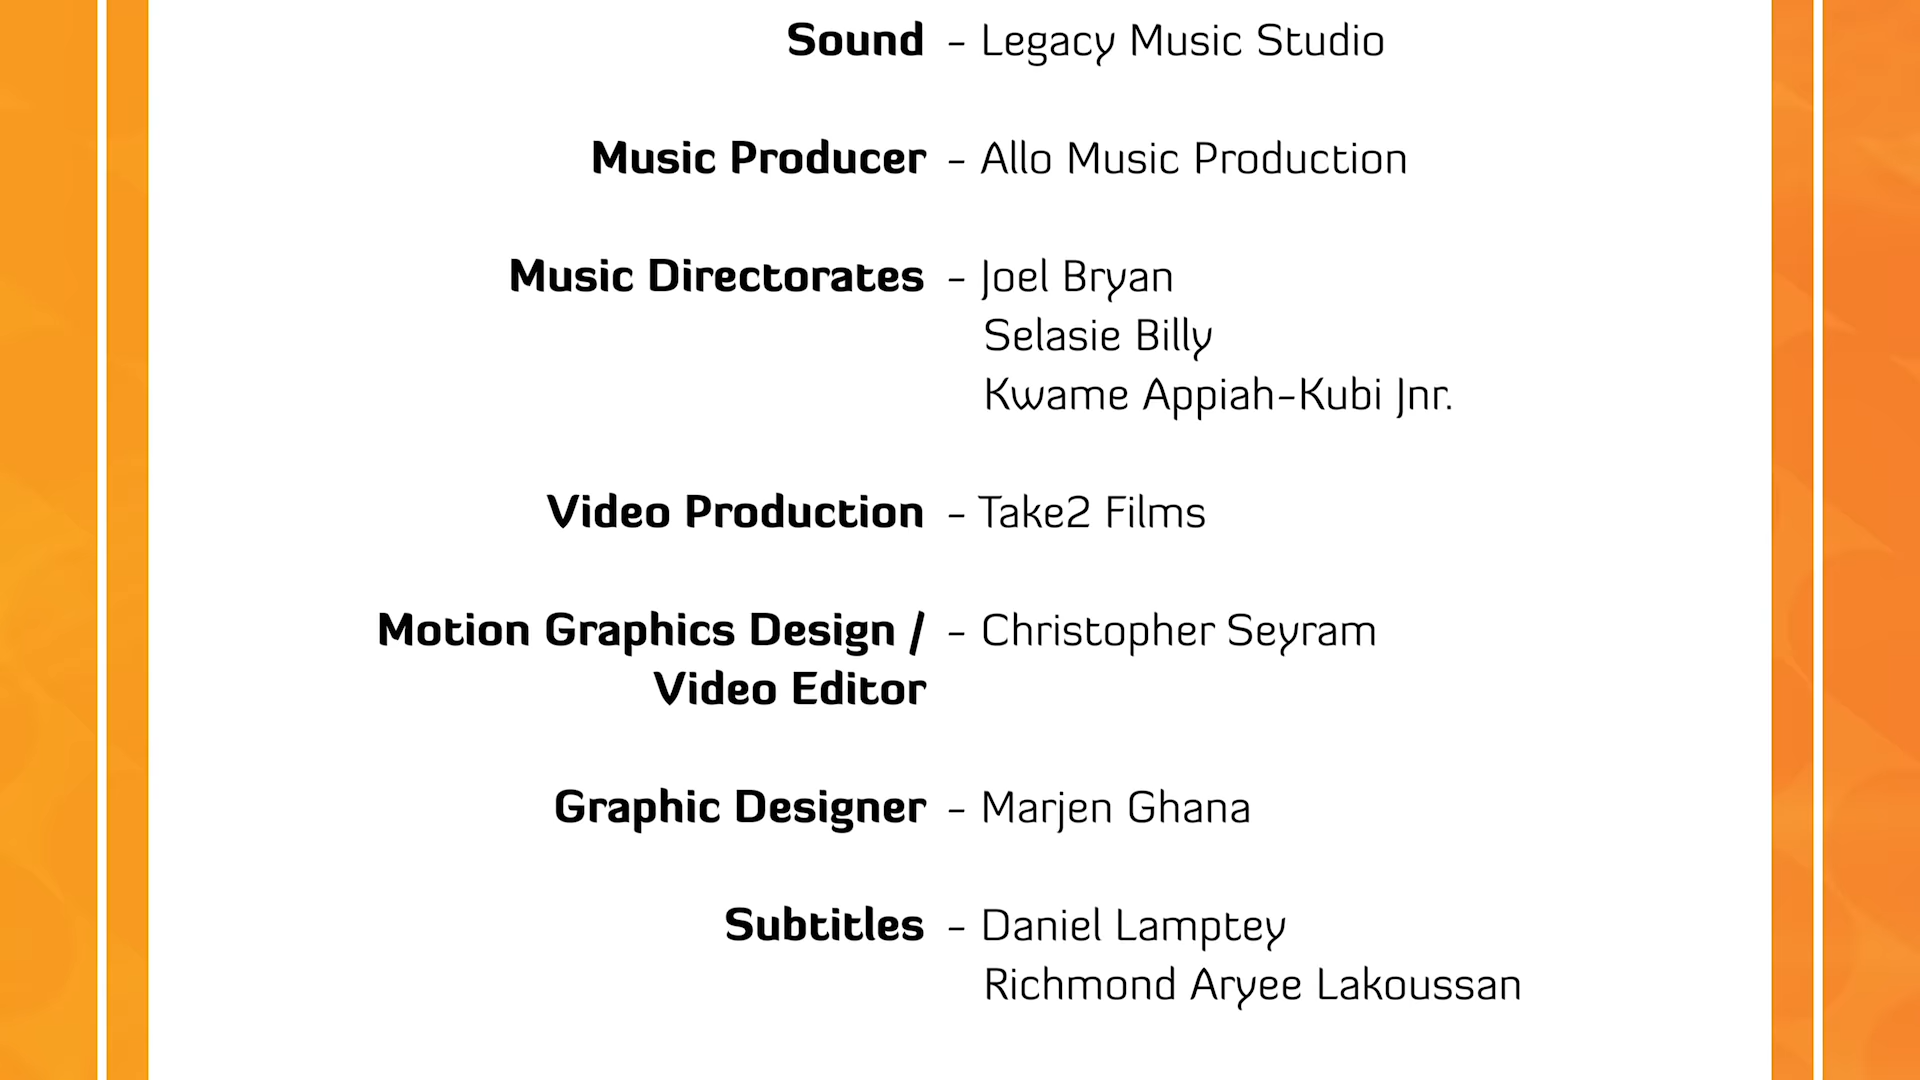 Sound - Legacy Music Studio
Music Producer - Allo Music Production
Music Directorates - Joel Bryan
Selasie Billy
Kwame Appiah-Kubi Jnr.
Video Production - Take2 Films
Motion Graphics Design / - Christopher Seyram
Video Editor
Graphic Designer - Marjen Ghana
Subtitles - Daniel Lamptey
Richmond Aryee Lakoussan